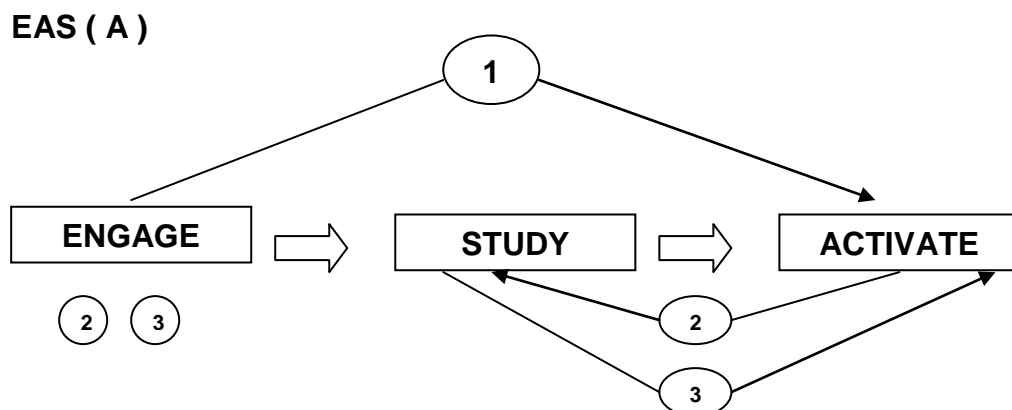 EAS ( A )
1
ENGAGE
STUDY
ACTIVATE
2 3
2
3